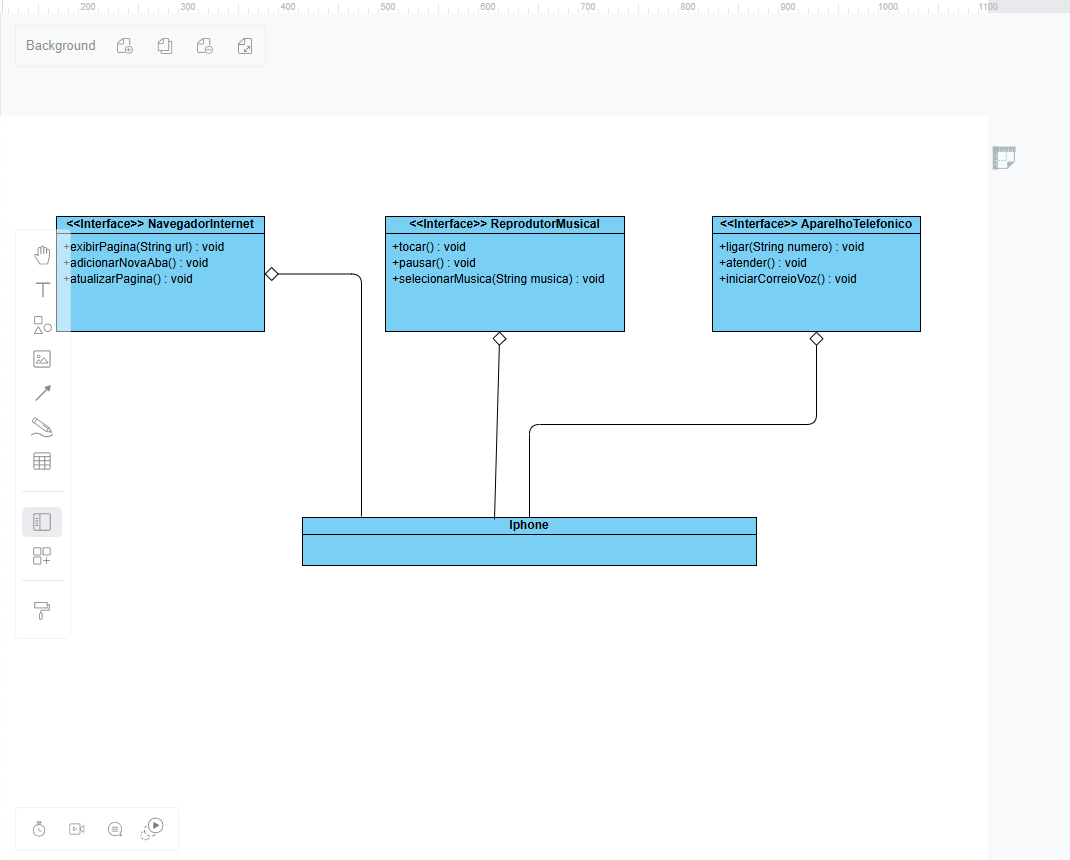 200 300 400 500 600 700 800 900 1000 1100
Background
<<Interface>> NavegadorInternet
+exibirPagina(String url) : void
+adicionarNovaAba() : void
+atualizarPagina() : void
<<Interface>> ReprodutorMusical
+tocar() : void
+pausar() : void
+selecionarMusica(String musica) : void
<<Interface>> AparelhoTelefonico
+ligar(String numero) : void
+atender() : void
+iniciarCorreioVoz() : void
Iphone